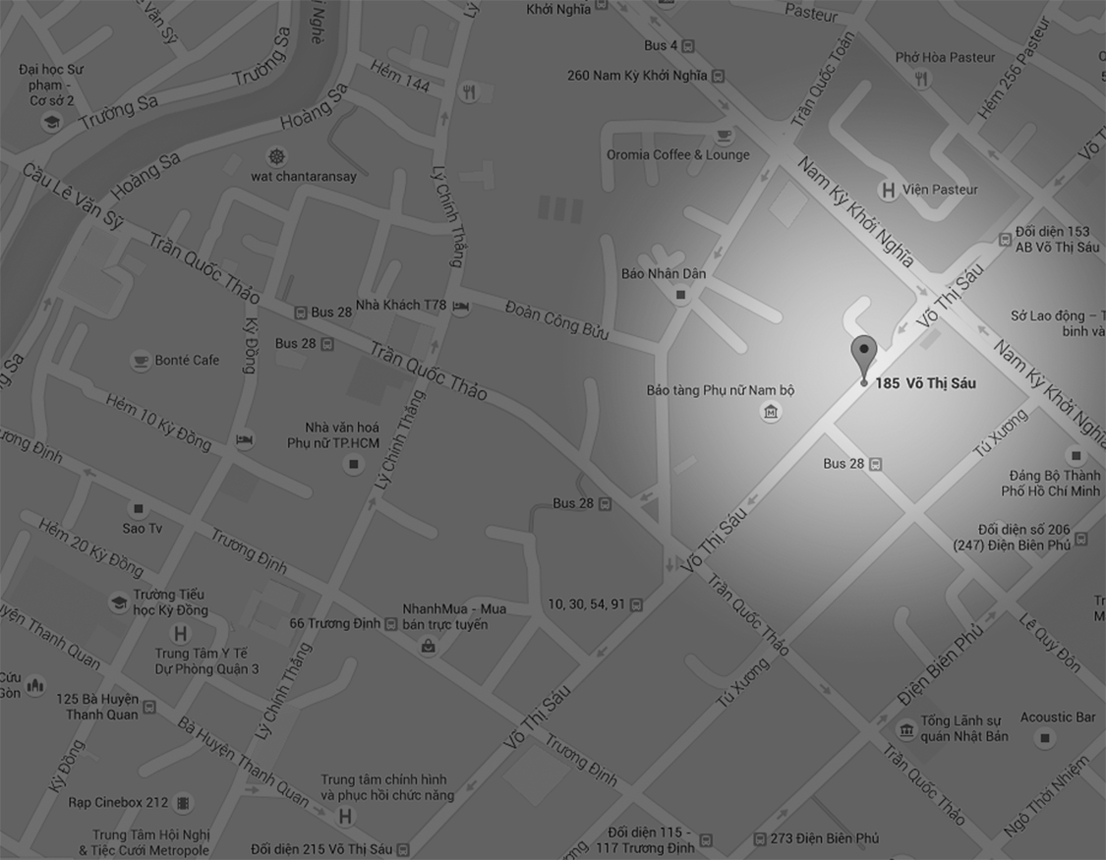 Khởi Nghĩa
Pasteur
Bus 4
260 Nam Kỳ Khởi Nghĩa
Trần Quốc Toản
Phở Hòa Pasteur
Hẻm 256 Pasteur
Trường Sa
Đại học Sư
phạm -
Cơ sở 2
Trường Sa
Hoàng Sa
Hẻm 144
Hoàng Sa
wat chantaransay
Oromia Coffee & Lounge
Nam Kỳ Khởi Nghĩa
Viện Pasteur
Cầu Lê Văn Sỹ
Lý Chính Thắng
Trần Quốc Thảo
Đối diện 153
AB Võ Thị Sáu
Báo Nhân Dân
Võ Thị Sáu
Bus 28
Nhà Khách T78
Đoàn Công Bửu
Bus 28
Kỳ Đồng
Bonté Cafe
Trần Quốc Thảo
Sở Lao động – T
binh và
Nam Kỳ Khởi Nghĩa
185 Võ Thị Sáu
Bảo tàng Phụ nữ Nam bộ
Hẻm 10 Kỳ Đồng
Nhà văn hoá
Phụ nữ TP.HCM
Lý Chính Thắng
Tú Xương
Bus 28
Đảng Bộ Thành
Phố Hồ Chí Minh
Bus 28
Sao Tv
Trương Định
Hẻm 20 Kỳ Đồng
Võ Thị Sáu
Đối diện số 206
(247) Điện Biên Phủ
Trường Tiểu
học Kỳ Đồng
NhanhMua - Mua
bán trực tuyến
66 Trương Định
10, 30, 54, 91
Trần Quốc Thảo
Lê Quý Đôn
Trung Tâm Y Tế
Dự Phòng Quận 3
Lý Chính Thắng
Tú Xương
Điện Biên Phủ
125 Bà Huyện
Thanh Quan
Võ Thị Sáu
Tổng Lãnh sự
quán Nhật Bản
Acoustic Bar
Bà Huyện Thanh Quan
Kỳ Đồng
Trương Định
Trần Quốc Thảo
Ngô Thời Nhiệm
Trung tâm chỉnh hình
và phục hồi chức năng
Rạp Cinebox 212
Trung Tâm Hội Nghị
& Tiệc Cưới Metropole
Đối diện 215 Võ Thị Sáu
Đối diện 115 -
117 Trương Định
273 Điện Biên Phủ